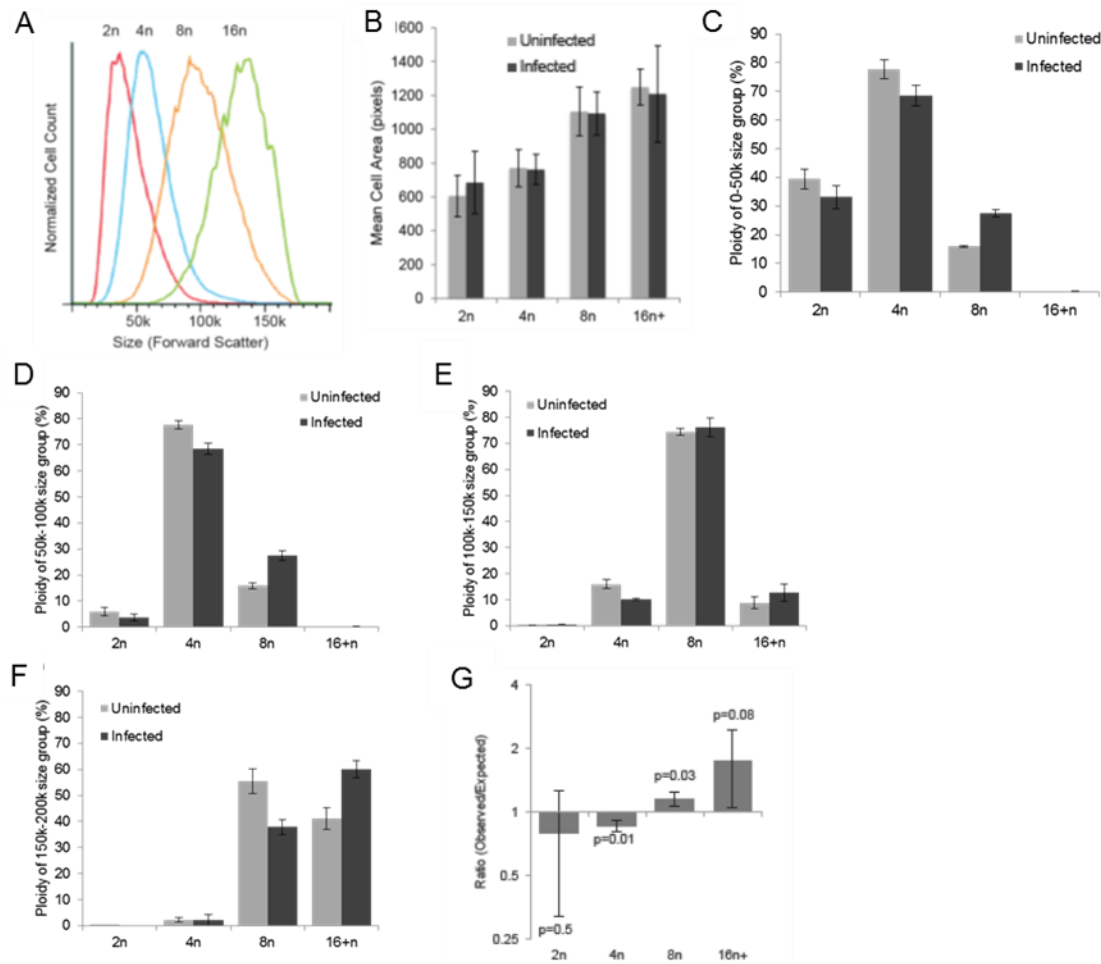 A
2n 4n 8n 16n
Normalized Cell Count
50k 100k 150k
Size (Forward Scatter)
B
Uninfected
Infected
Mean Cell Area (pixels)
1600
1400
1200
1000
800
600
400
200
0
2n 4n 8n 16n+
C
Uninfected
Infected
Ploidy of 0-50k size group (%)
90
80
70
60
50
40
30
20
10
0
2n 4n 8n 16+n
D
Uninfected
Infected
Ploidy of 50k-100k size group (%)
90
80
70
60
50
40
30
20
10
0
2n 4n 8n 16+n
E
Uninfected
Infected
Ploidy of 100k-150k size group (%)
90
80
70
60
50
40
30
20
10
0
2n 4n 8n 16+n
F
Uninfected
Infected
Ploidy of 150k-200k size group (%)
90
80
70
60
50
40
30
20
10
0
2n 4n 8n 16+n
G
Ratio (Observed/Expected)
4
2
1
0.5
0.25
p=0.5
p=0.01
p=0.03
p=0.08
2n 4n 8n 16n+